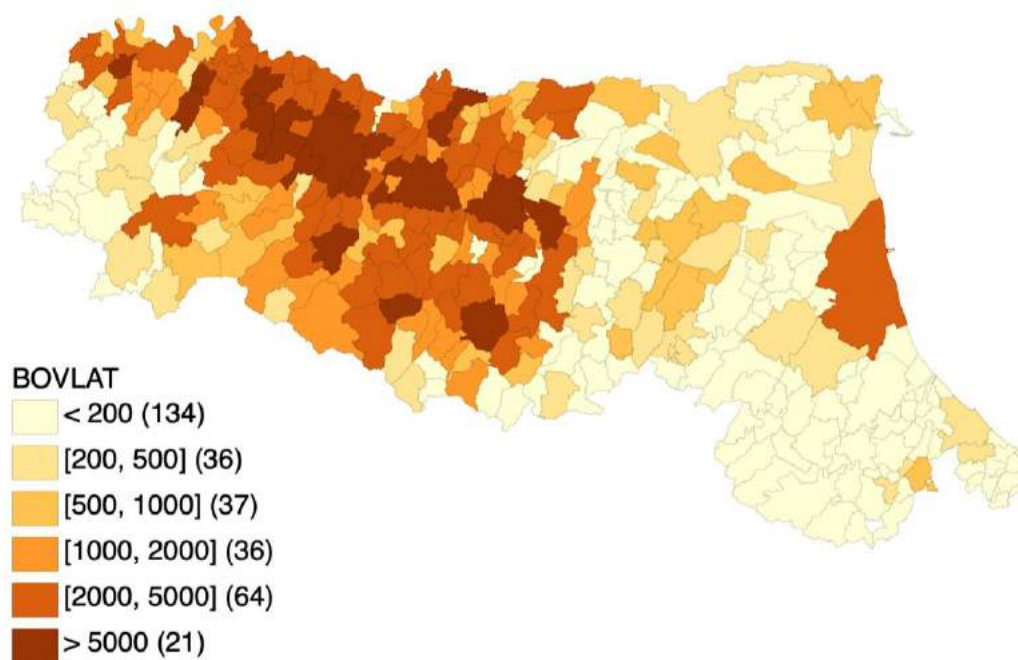 BOVLAT
< 200 (134)
[200, 500] (36)
[500, 1000] (37)
[1000, 2000] (36)
[2000, 5000] (64)
> 5000 (21)